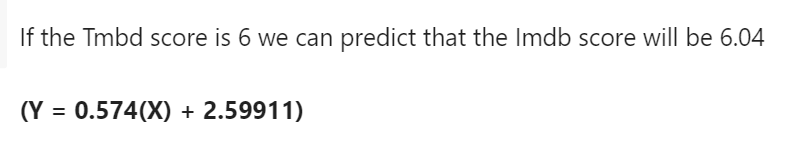 If the Tmbd score is 6 we can predict that the Imdb score will be 6.04
(Y = 0.574(X) + 2.59911)